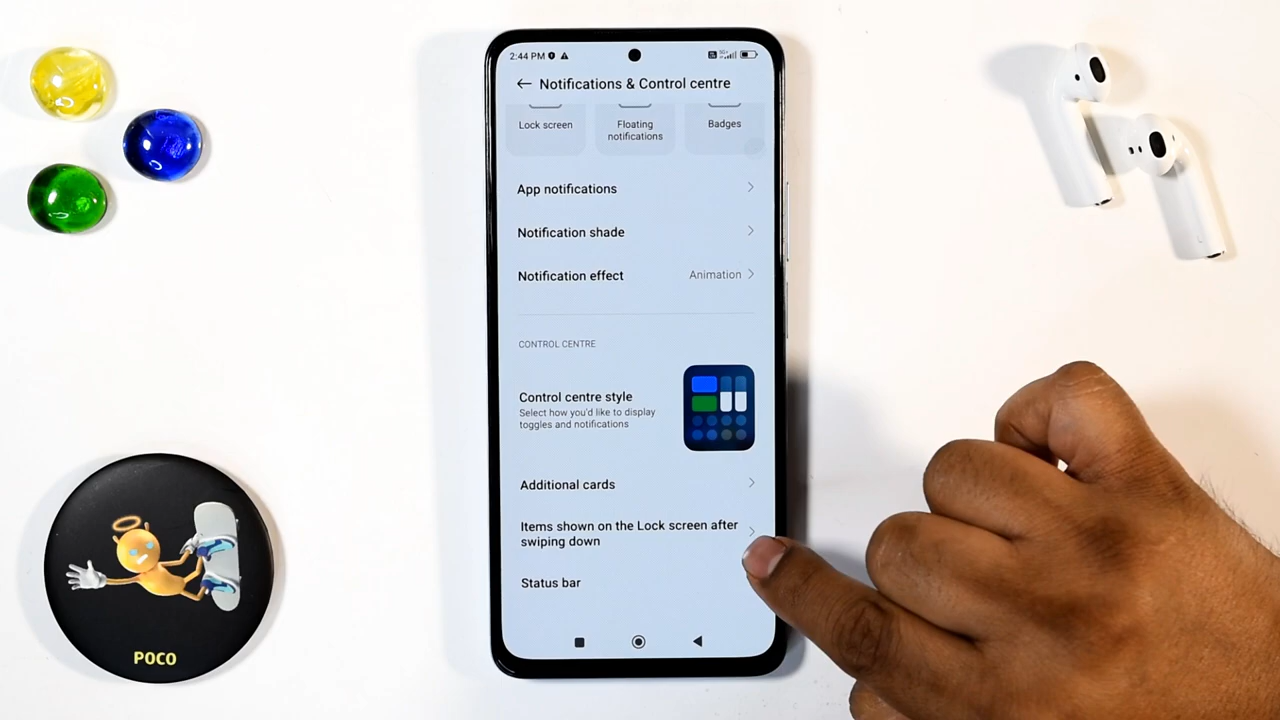 2:44 PM
Notifications & Control centre
Lock screen
Floating
notifications
Badges
App notifications
Notification shade
Notification effect
Animation
CONTROL CENTRE
Control centre style
Select how you'd like to display
toggles and notifications
Additional cards
Items shown on the Lock screen after
swiping down
Status bar
POCO